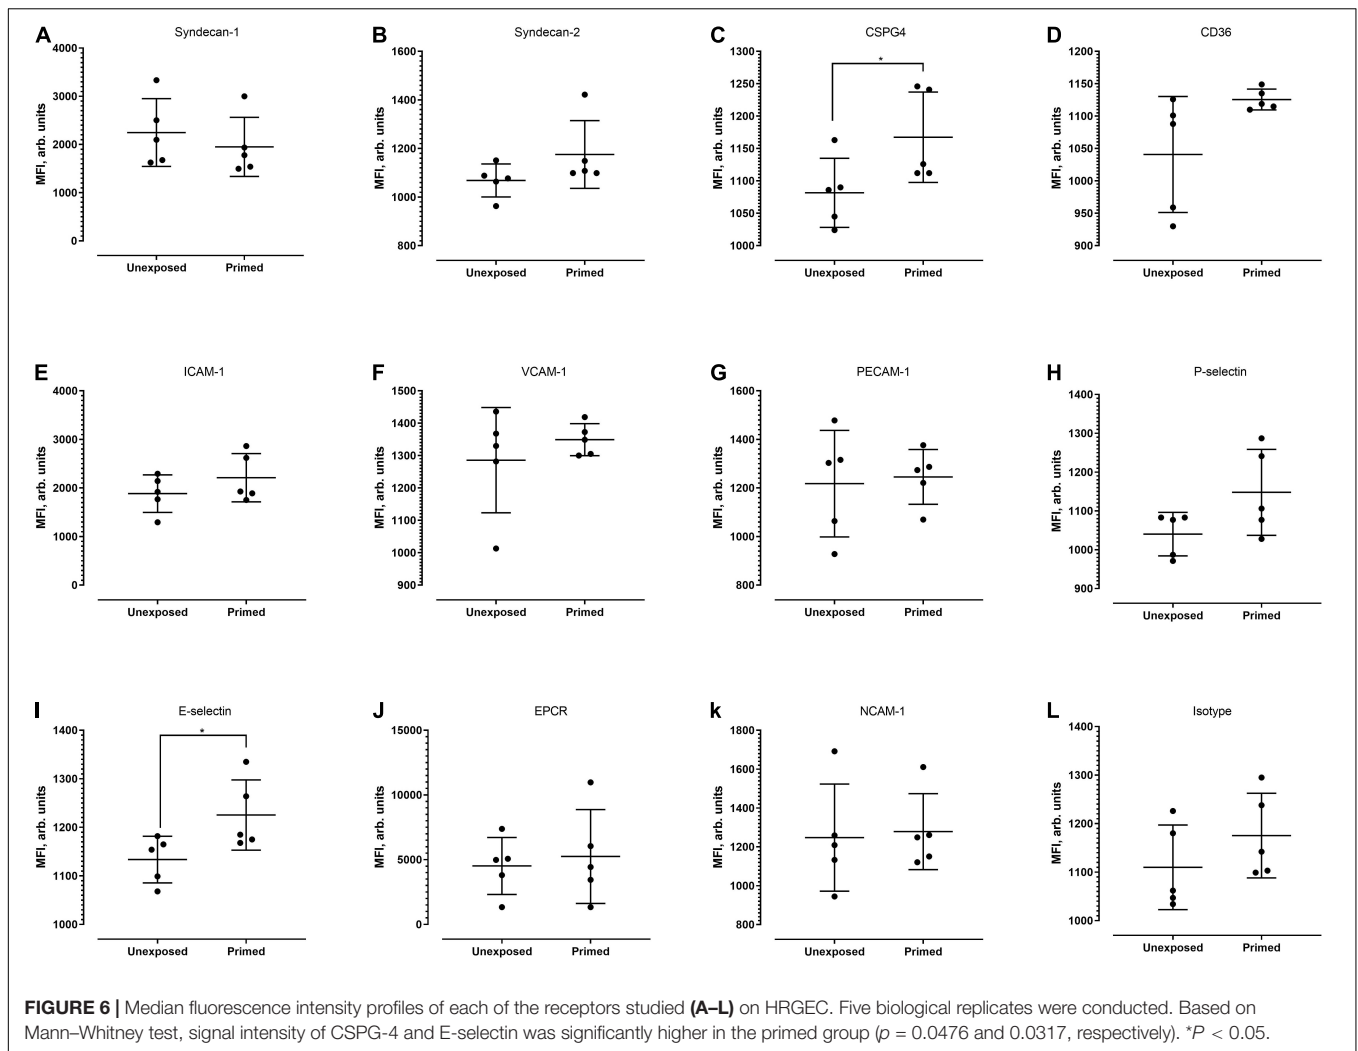 A
Syndecan-1
MFI, arb. units
4000
3000
2000
1000
0
Unexposed Primed
B
Syndecan-2
MFI, arb. units
1600
1400
1200
1000
800
Unexposed Primed
C
CSPG4
MFI, arb. units
1300
1250
1200
1150
1100
1050
1000
*
Unexposed Primed
D
CD36
MFI, arb. units
1200
1150
1100
1050
1000
950
900
Unexposed Primed
E
ICAM-1
MFI, arb. units
4000
3000
2000
1000
0
Unexposed Primed
F
VCAM-1
MFI, arb. units
1500
1400
1300
1200
1100
1000
900
Unexposed Primed
G
PECAM-1
MFI, arb. units
1600
1400
1200
1000
800
Unexposed Primed
H
P-selectin
MFI, arb. units
1400
1300
1200
1100
1000
900
Unexposed Primed
I
E-selectin
MFI, arb. units
1400
1300
1200
1100
1000
*
Unexposed Primed
J
EPCR
MFI, arb. units
15000
10000
5000
0
Unexposed Primed
k
NCAM-1
MFI, arb. units
1800
1600
1400
1200
1000
800
Unexposed Primed
L
Isotype
MFI, arb. units
1400
1300
1200
1100
1000
Unexposed Primed
FIGURE 6 | Median fluorescence intensity profiles of each of the receptors studied (A–L) on HRGEC. Five biological replicates were conducted. Based on
Mann–Whitney test, signal intensity of CSPG-4 and E-selectin was significantly higher in the primed group (p = 0.0476 and 0.0317, respectively). *P < 0.05.